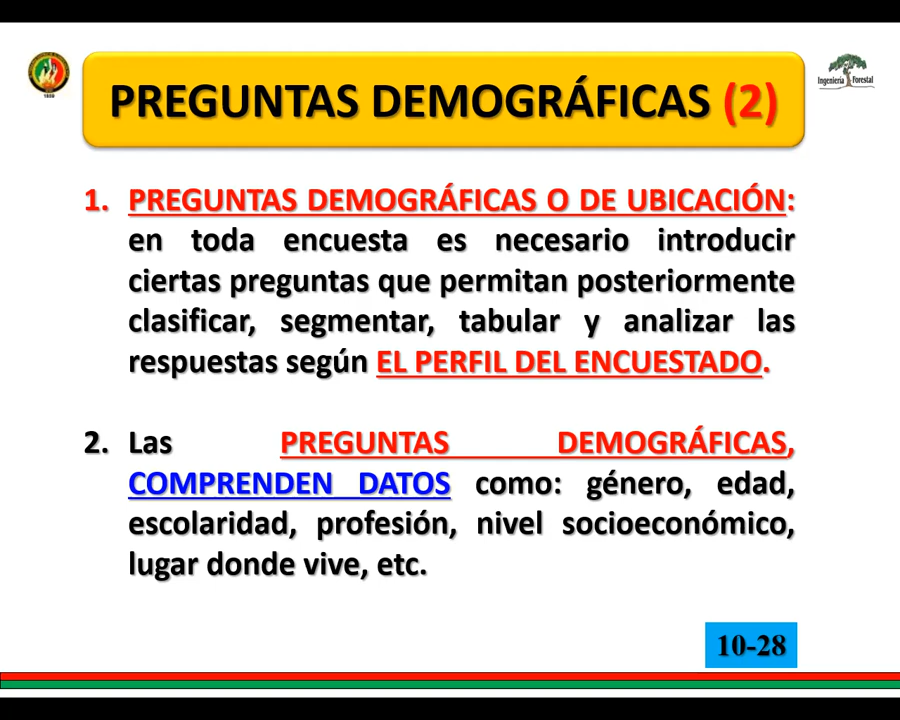 PREGUNTAS DEMOGRÁFICAS (2)
1859
Ingeniería Forestal
1. PREGUNTAS DEMOGRÁFICAS O DE UBICACIÓN:
en toda encuesta es necesario introducir
ciertas preguntas que permitan posteriormente
clasificar, segmentar, tabular y analizar las
respuestas según EL PERFIL DEL ENCUESTADO.
2. Las PREGUNTAS DEMOGRÁFICAS,
COMPRENDEN DATOS como: género, edad,
escolaridad, profesión, nivel socioeconómico,
lugar donde vive, etc.
10-28